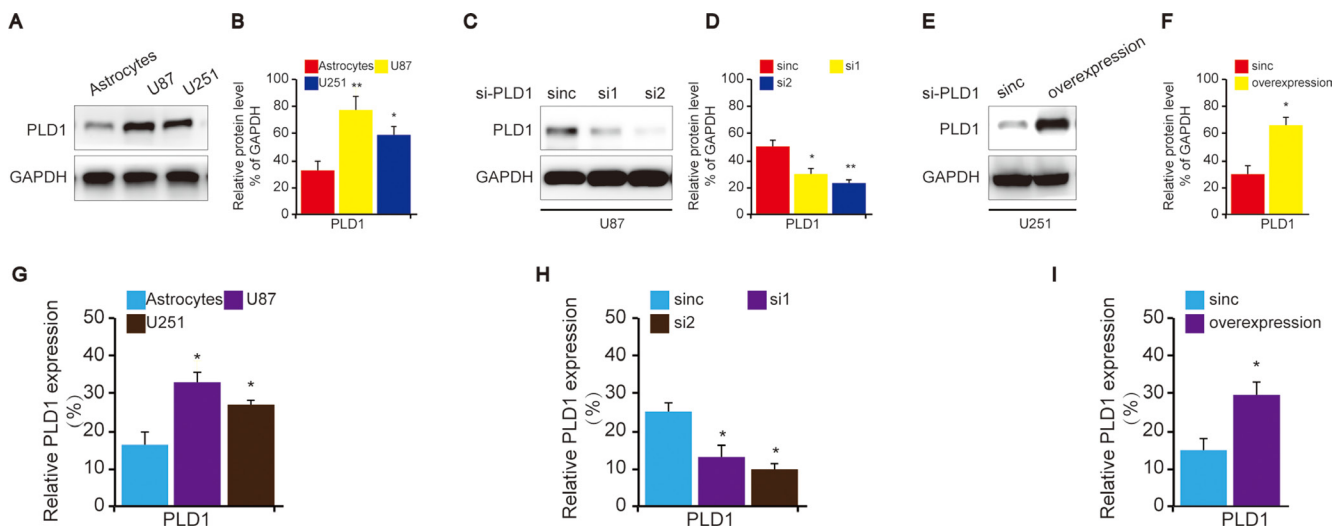 A
Astrocytes
U87
U251
PLD1
GAPDH
B
Astrocytes U87
U251
Relative protein level
% of GAPDH
100
80
60
40
20
0
**
*
PLD1
C
si-PLD1 sinc si1 si2
PLD1
GAPDH
U87
D
sinc si1
si2
Relative protein level
% of GAPDH
100
80
60
40
20
0
*
**
PLD1
E
si-PLD1 sinc overexpression
PLD1
GAPDH
U251
F
sinc
overexpression
Relative protein level
% of GAPDH
100
80
60
40
20
0
*
PLD1
G
Astrocytes U87
U251
Relative PLD1 expression
(%)
50
40
30
20
10
0
*
*
PLD1
H
sinc si1
si2
Relative PLD1 expression
(%)
50
40
30
20
10
0
*
*
PLD1
I
sinc
overexpression
Relative PLD1 expression
(%)
50
40
30
20
10
0
*
PLD1